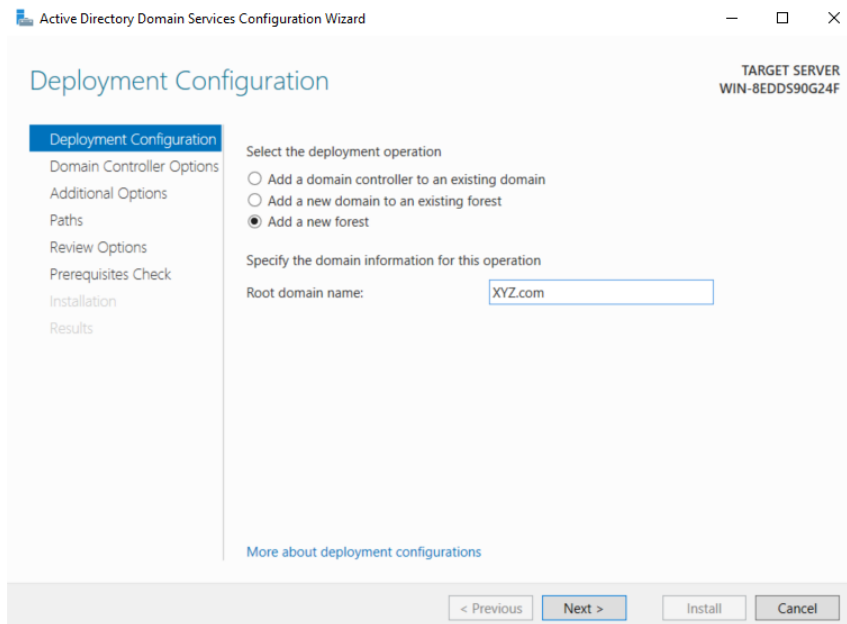 Active Directory Domain Services Configuration Wizard
Deployment Configuration
TARGET SERVER
WIN-8EDDS90G24F
Deployment Configuration
Domain Controller Options
Additional Options
Paths
Review Options
Prerequisites Check
Installation
Results
Select the deployment operation
Add a domain controller to an existing domain
Add a new domain to an existing forest
Add a new forest
Specify the domain information for this operation
Root domain name: XYZ.com
More about deployment configurations
< Previous Next > Install Cancel